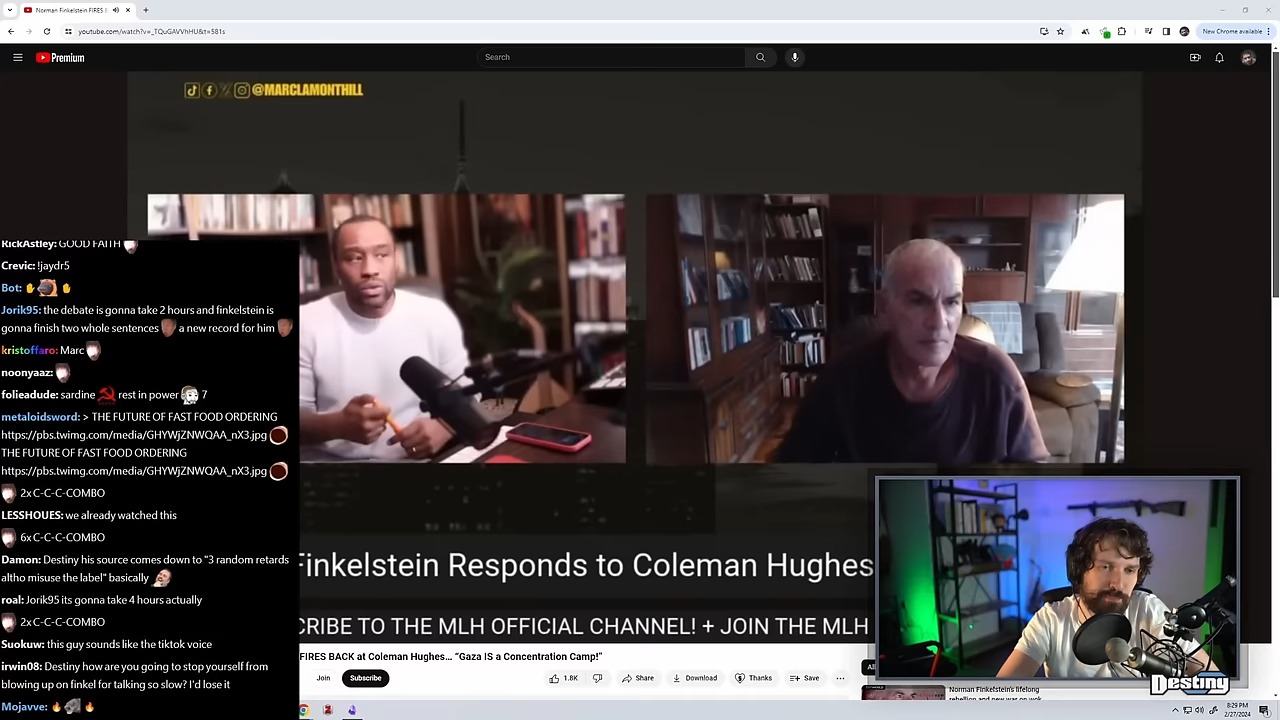 Norman Finkelstein FIRES B
youtube.com/watch?v=_TQuGAVVhHU&t=581s
New Chrome available
Premium
Search
@MARCLAMONTHILL
RickAstley: GOOD FAITH
Crevic: !jaydr5
Bot:
Jorik95: the debate is gonna take 2 hours and finkelstein is
gonna finish two whole sentences a new record for him
kristoffaro: Marc
noonyaaz:
folieadude: sardine rest in power 7
metaloidsword: > THE FUTURE OF FAST FOOD ORDERING
https://pbs.twimg.com/media/GHYWjZNWQAA_nX3.jpg
THE FUTURE OF FAST FOOD ORDERING
https://pbs.twimg.com/media/GHYWjZNWQAA_nX3.jpg
2x C-C-C-COMBO
LESSHOUES: we already watched this
6x C-C-C-COMBO
Damon: Destiny his source comes down to "3 random retards
altho misuse the label" basically
roal: Jorik95 its gonna take 4 hours actually
2x C-C-C-COMBO
Suokuw: this guy sounds like the tiktok voice
irwin08: Destiny how are you going to stop yourself from
blowing up on finkel for talking so slow? I'd lose it
Mojavve:
Finkelstein Responds to Coleman Hughes
CRIBE TO THE MLH OFFICIAL CHANNEL! + JOIN THE MLH
FIRES BACK at Coleman Hughes... "Gaza IS a Concentration Camp!"
Join
Subscribe
1.8K
Share
Download
Thanks
Save
All
Norman Finkelstein's lifelong
rebellion and new war on wok
Destiny
8:29 PM
2/27/2024